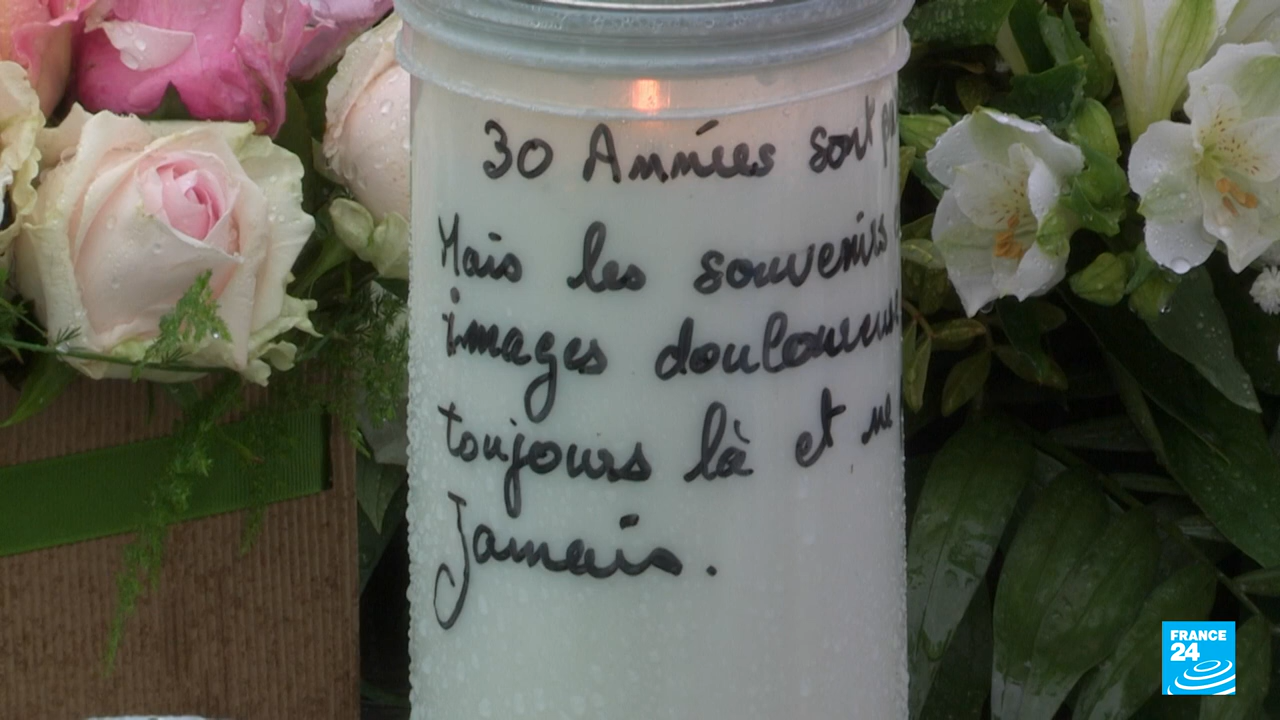 30 Années sont
Mais les souvenirs
images
toujours là et ne
Jamais.
FRANCE
24